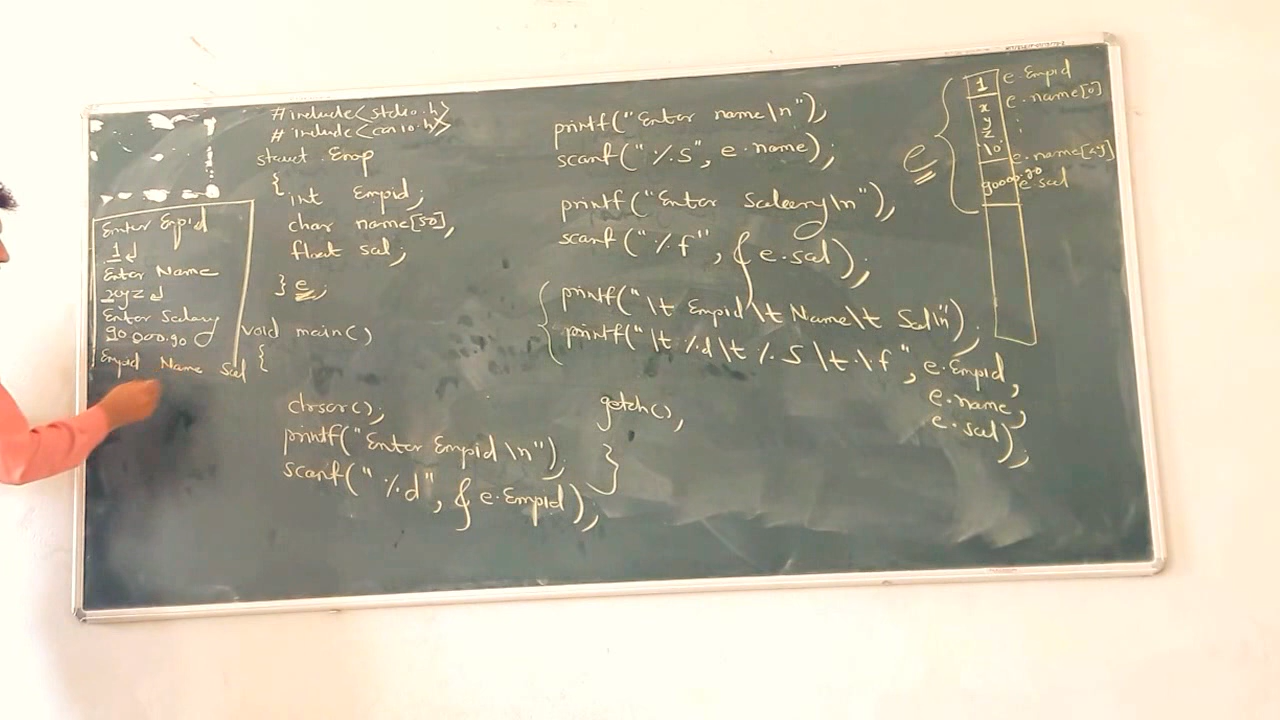 #include<stdio.h>
#include<conio.h>
struct Emp
{
int Empid;
char name[50];
float sal;
} e;
void main()
{
clrscr();
printf("Enter Empid \n");
scanf("%d", & e.Empid);
printf("Enter name\n");
scanf("%s", e.name);
printf("Enter Salary\n");
scanf("%f", & e.sal);
printf("\t Empid\t Name\t Sal\n");
printf("\t %d\t %s \t %f", e.Empid,
e.name,
e.sal);
getch();
}
Enter Empid
1
Enter Name
xyz
Enter Salary
90000.90
Empid Name Sal
e
1 e.Empid
x e.name[0]
y
z
\0 e.name[49]
90000.90 e.sal